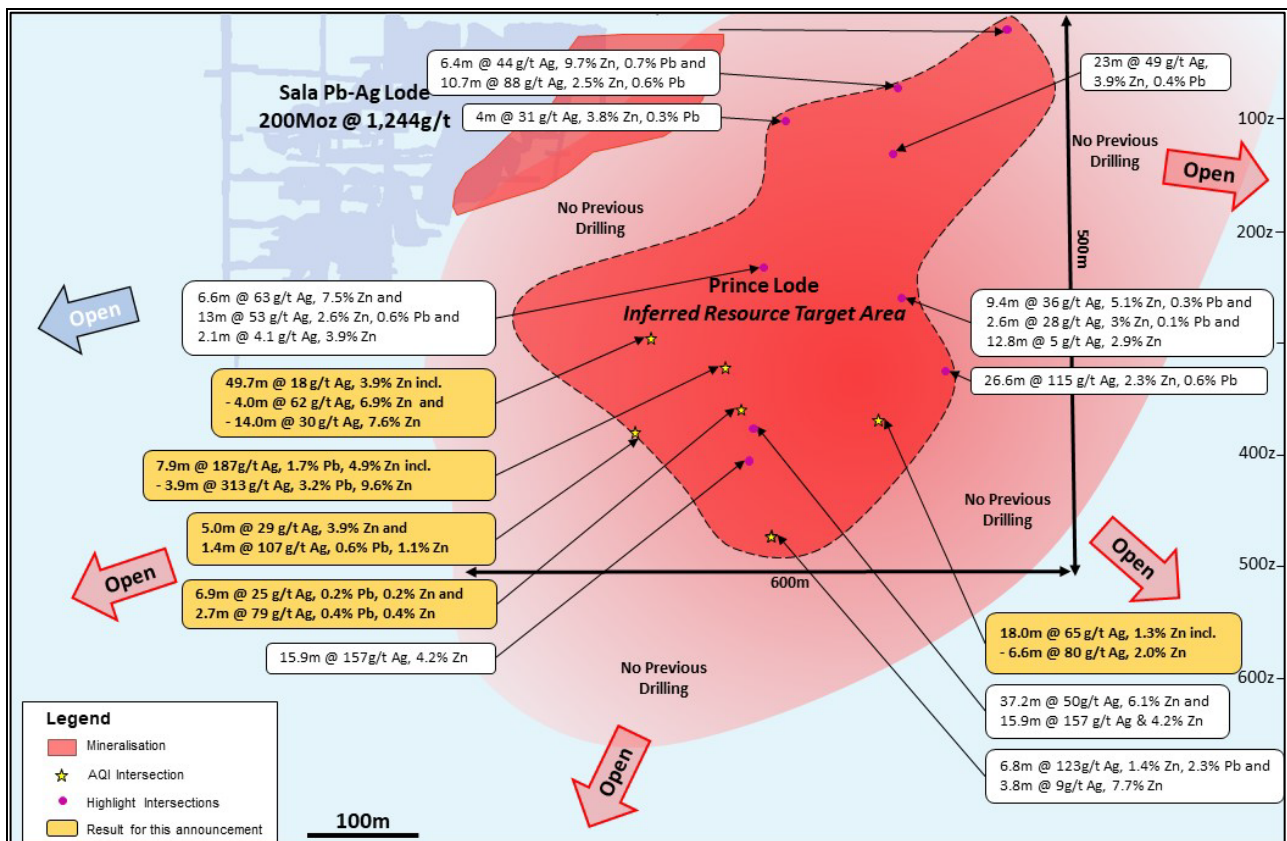 6.4m @ 44 g/t Ag, 9.7% Zn, 0.7% Pb and
10.7m @ 88 g/t Ag, 2.5% Zn, 0.6% Pb
23m @ 49 g/t Ag,
3.9% Zn, 0.4% Pb
Sala Pb-Ag Lode
200Moz @ 1,244g/t
4m @ 31 g/t Ag, 3.8% Zn, 0.3% Pb
100z
No Previous
Drilling
Open
No Previous
Drilling
200z
500m
6.6m @ 63 g/t Ag, 7.5% Zn and
13m @ 53 g/t Ag, 2.6% Zn, 0.6% Pb and
2.1m @ 4.1 g/t Ag, 3.9% Zn
Open
Prince Lode
Inferred Resource Target Area
9.4m @ 36 g/t Ag, 5.1% Zn, 0.3% Pb and
2.6m @ 28 g/t Ag, 3% Zn, 0.1% Pb and
12.8m @ 5 g/t Ag, 2.9% Zn
49.7m @ 18 g/t Ag, 3.9% Zn incl.
- 4.0m @ 62 g/t Ag, 6.9% Zn and
- 14.0m @ 30 g/t Ag, 7.6% Zn
26.6m @ 115 g/t Ag, 2.3% Zn, 0.6% Pb
7.9m @ 187g/t Ag, 1.7% Pb, 4.9% Zn incl.
- 3.9m @ 313 g/t Ag, 3.2% Pb, 9.6% Zn
400z
No Previous
Drilling
5.0m @ 29 g/t Ag, 3.9% Zn and
1.4m @ 107 g/t Ag, 0.6% Pb, 1.1% Zn
Open
Open
500z
600m
6.9m @ 25 g/t Ag, 0.2% Pb, 0.2% Zn and
2.7m @ 79 g/t Ag, 0.4% Pb, 0.4% Zn
18.0m @ 65 g/t Ag, 1.3% Zn incl.
- 6.6m @ 80 g/t Ag, 2.0% Zn
15.9m @ 157g/t Ag, 4.2% Zn
No Previous
Drilling
600z
37.2m @ 50g/t Ag, 6.1% Zn and
15.9m @ 157 g/t Ag & 4.2% Zn
Open
6.8m @ 123g/t Ag, 1.4% Zn, 2.3% Pb and
3.8m @ 9g/t Ag, 7.7% Zn
Legend
Mineralisation
AQI Intersection
Highlight Intersections
Result for this announcement
100m